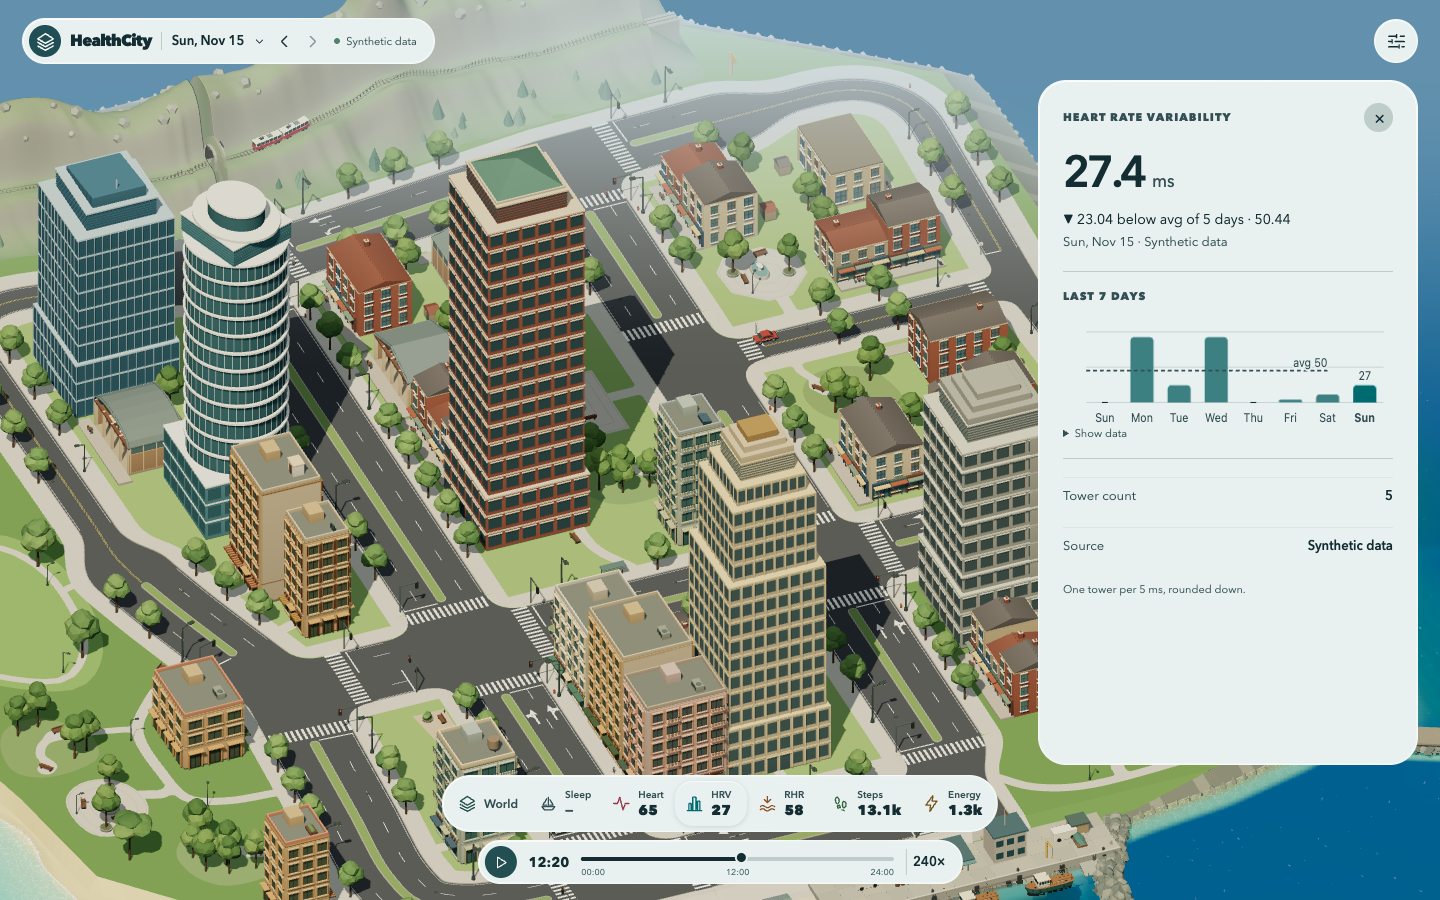 HealthCity
Sun, Nov 15
Synthetic data
HEART RATE VARIABILITY
27.4 ms
▼ 23.04 below avg of 5 days · 50.44
Sun, Nov 15 · Synthetic data
LAST 7 DAYS
avg 50
27
Sun Mon Tue Wed Thu Fri Sat Sun
Show data
Tower count 5
Source Synthetic data
One tower per 5 ms, rounded down.
World
Sleep
–
Heart
65
HRV
27
RHR
58
Steps
13.1k
Energy
1.3k
12:20
00:00 12:00 24:00
240×